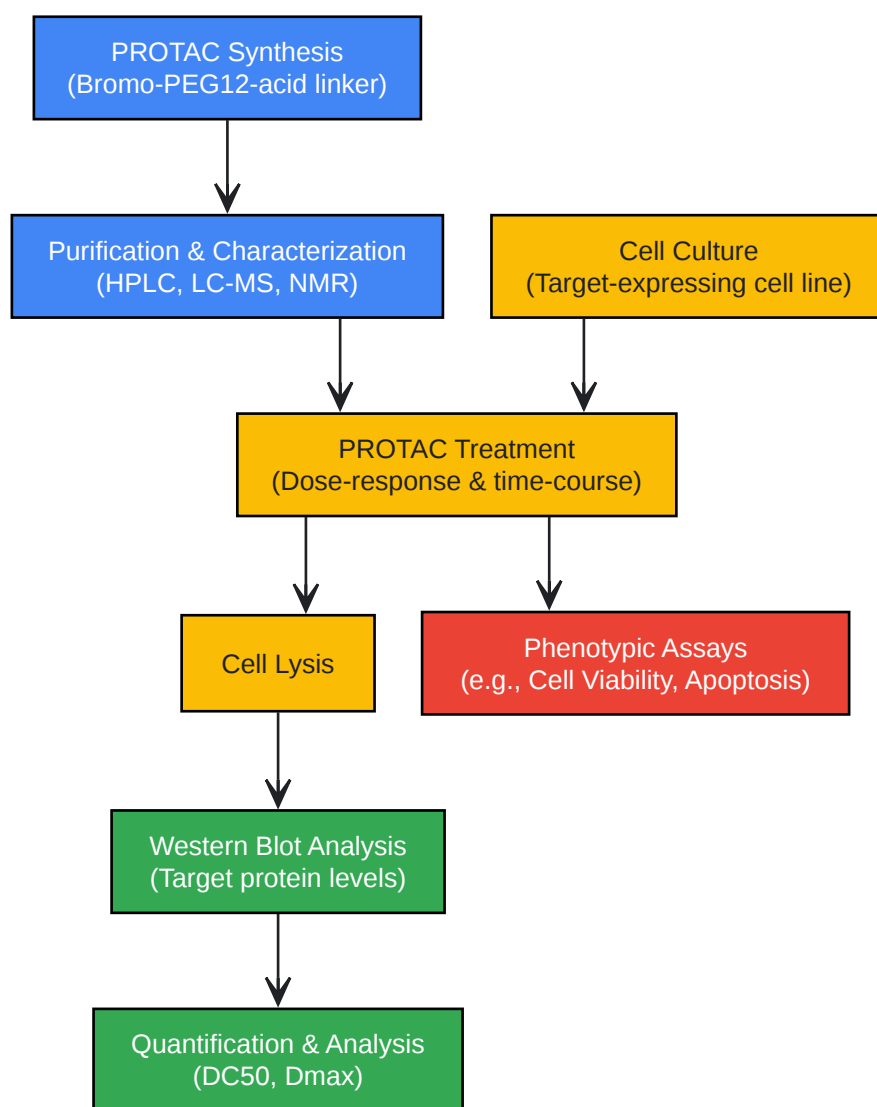 PROTAC Synthesis
(Bromo-PEG12-acid linker)
Purification & Characterization
(HPLC, LC-MS, NMR)
Cell Culture
(Target-expressing cell line)
PROTAC Treatment
(Dose-response & time-course)
Cell Lysis
Phenotypic Assays
(e.g., Cell Viability, Apoptosis)
Western Blot Analysis
(Target protein levels)
Quantification & Analysis
(DC50, Dmax)